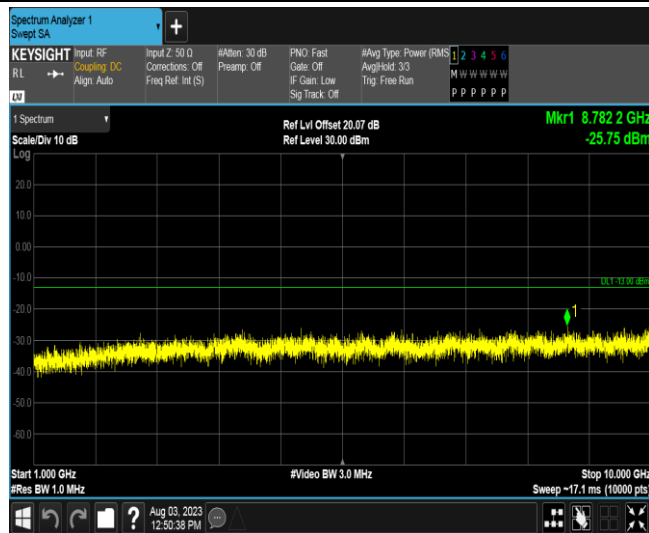 Spectrum Analyzer 1
Swept SA
+
KEYSIGHT
RL
LXI
Input: RF
Coupling: DC
Align: Auto
Input Z: 50 Ω
Corrections: Off
Freq Ref: Int (S)
#Atten: 30 dB
Preamp: Off
PNO: Fast
Gate: Off
IF Gain: Low
Sig Track: Off
#Avg Type: Power (RMS
Avg|Hold: 3/3
Trig: Free Run
1 2 3 4 5 6
M W W W W W
P P P P P P
1 Spectrum
Scale/Div 10 dB
Log
Ref Lvl Offset 20.07 dB
Ref Level 30.00 dBm
Mkr1 8.782 2 GHz
-25.75 dBm
20.0
10.0
0.00
-10.0
DL1 -13.00 dBm
-20.0
1
-30.0
-40.0
-50.0
-60.0
Start 1.000 GHz
#Res BW 1.0 MHz
#Video BW 3.0 MHz
Stop 10.000 GHz
Sweep ~17.1 ms (10000 pts)
?
Aug 03, 2023
12:50:38 PM